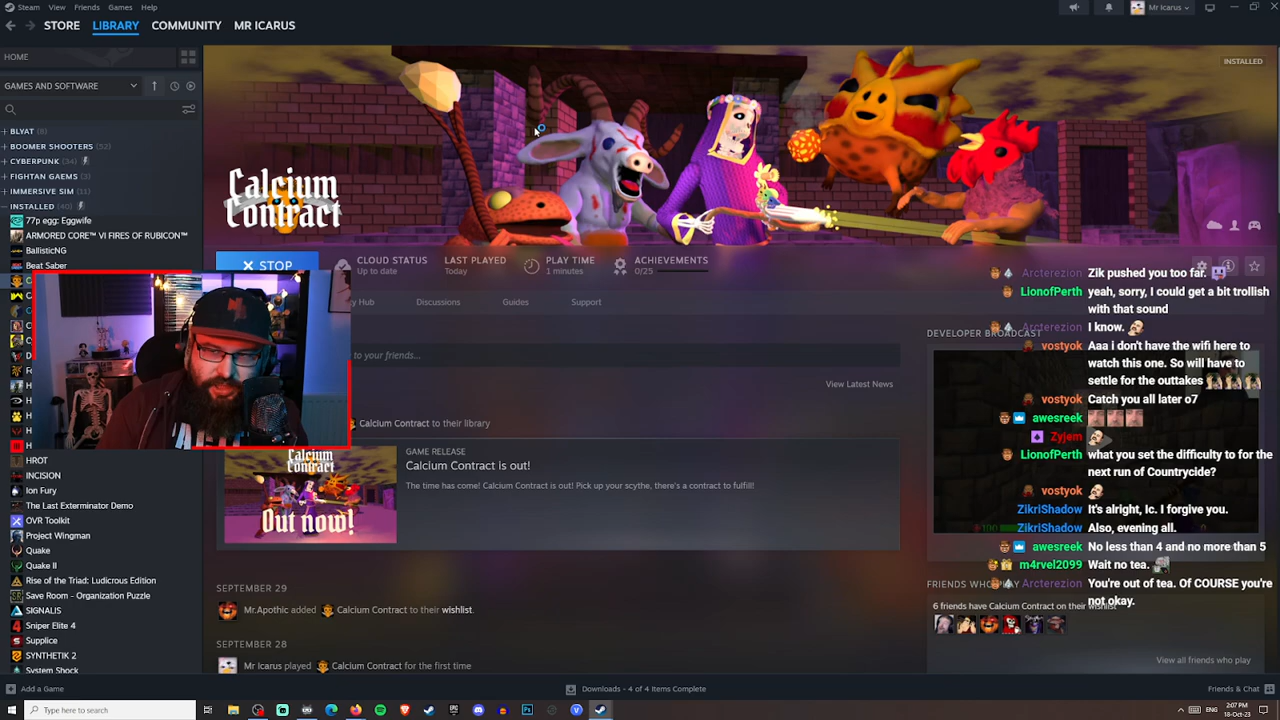 Steam View Friends Games Help
Mr Icarus
STORE LIBRARY COMMUNITY MR ICARUS
HOME
INSTALLED
GAMES AND SOFTWARE
BLYAT (8)
BOOMER SHOOTERS (52)
CYBERPUNK (34)
FIGHTAN GAEMS (3)
IMMERSIVE SIM (11)
INSTALLED (40)
77p egg: Eggwife
ARMORED CORE™ VI FIRES OF RUBICON™
BallisticNG
Beat Saber
HROT
INCISION
Ion Fury
The Last Exterminator Demo
OVR Toolkit
Project Wingman
Quake
Quake II
Rise of the Triad: Ludicrous Edition
Save Room - Organization Puzzle
SIGNALIS
Sniper Elite 4
Supplice
SYNTHETIK 2
System Shock
Calcium
Contract
STOP
CLOUD STATUS
Up to date
LAST PLAYED
Today
PLAY TIME
1 minutes
ACHIEVEMENTS
0/25
Hub Discussions Guides Support
to your friends...
View Latest News
Calcium Contract to their library
Calcium
Contract
Out now!
GAME RELEASE
Calcium Contract is out!
The time has come! Calcium Contract is out! Pick up your scythe, there's a contract to fulfill!
SEPTEMBER 29
Mr.Apothic added Calcium Contract to their wishlist.
SEPTEMBER 28
Mr Icarus played Calcium Contract for the first time
DEVELOPER BROADCAST
FRIENDS WHO PLAY
6 friends have Calcium Contract on their wishlist
View all friends who play
Arcterezion Zik pushed you too far.
LionofPerth yeah, sorry, I could get a bit trollish
with that sound
Arcterezion I know.
vostyok Aaa i don't have the wifi here to
watch this one. So will have to
settle for the outtakes
vostyok Catch you all later o7
awesreek
Zyjem
LionofPerth what you set the difficulty to for the
next run of Countrycide?
vostyok
ZikriShadow It's alright, Ic. I forgive you.
ZikriShadow Also, evening all.
awesreek No less than 4 and no more than 5
m4rvel2099 Wait no tea.
Arcterezion You're out of tea. OF COURSE you're
not okay.
Add a Game
Downloads - 4 of 4 Items Complete
Friends & Chat
Type here to search
ENG
2:07 PM
18-Oct-23